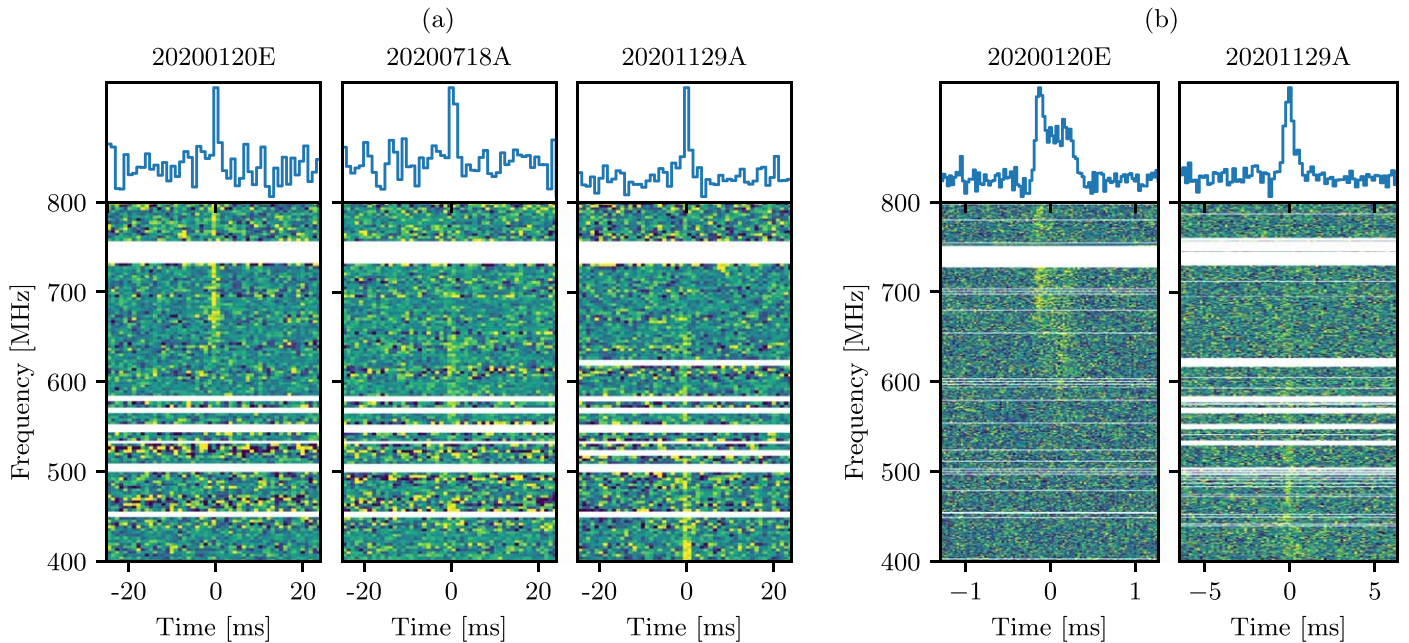 (a)
(b)
20200120E 20200718A 20201129A
20200120E 20201129A
800
700
600
500
400
Frequency [MHz]
-20 0 20
-20 0 20
-20 0 20
Time [ms] Time [ms] Time [ms]
800
700
600
500
400
Frequency [MHz]
−1 0 1
−5 0 5
Time [ms] Time [ms]